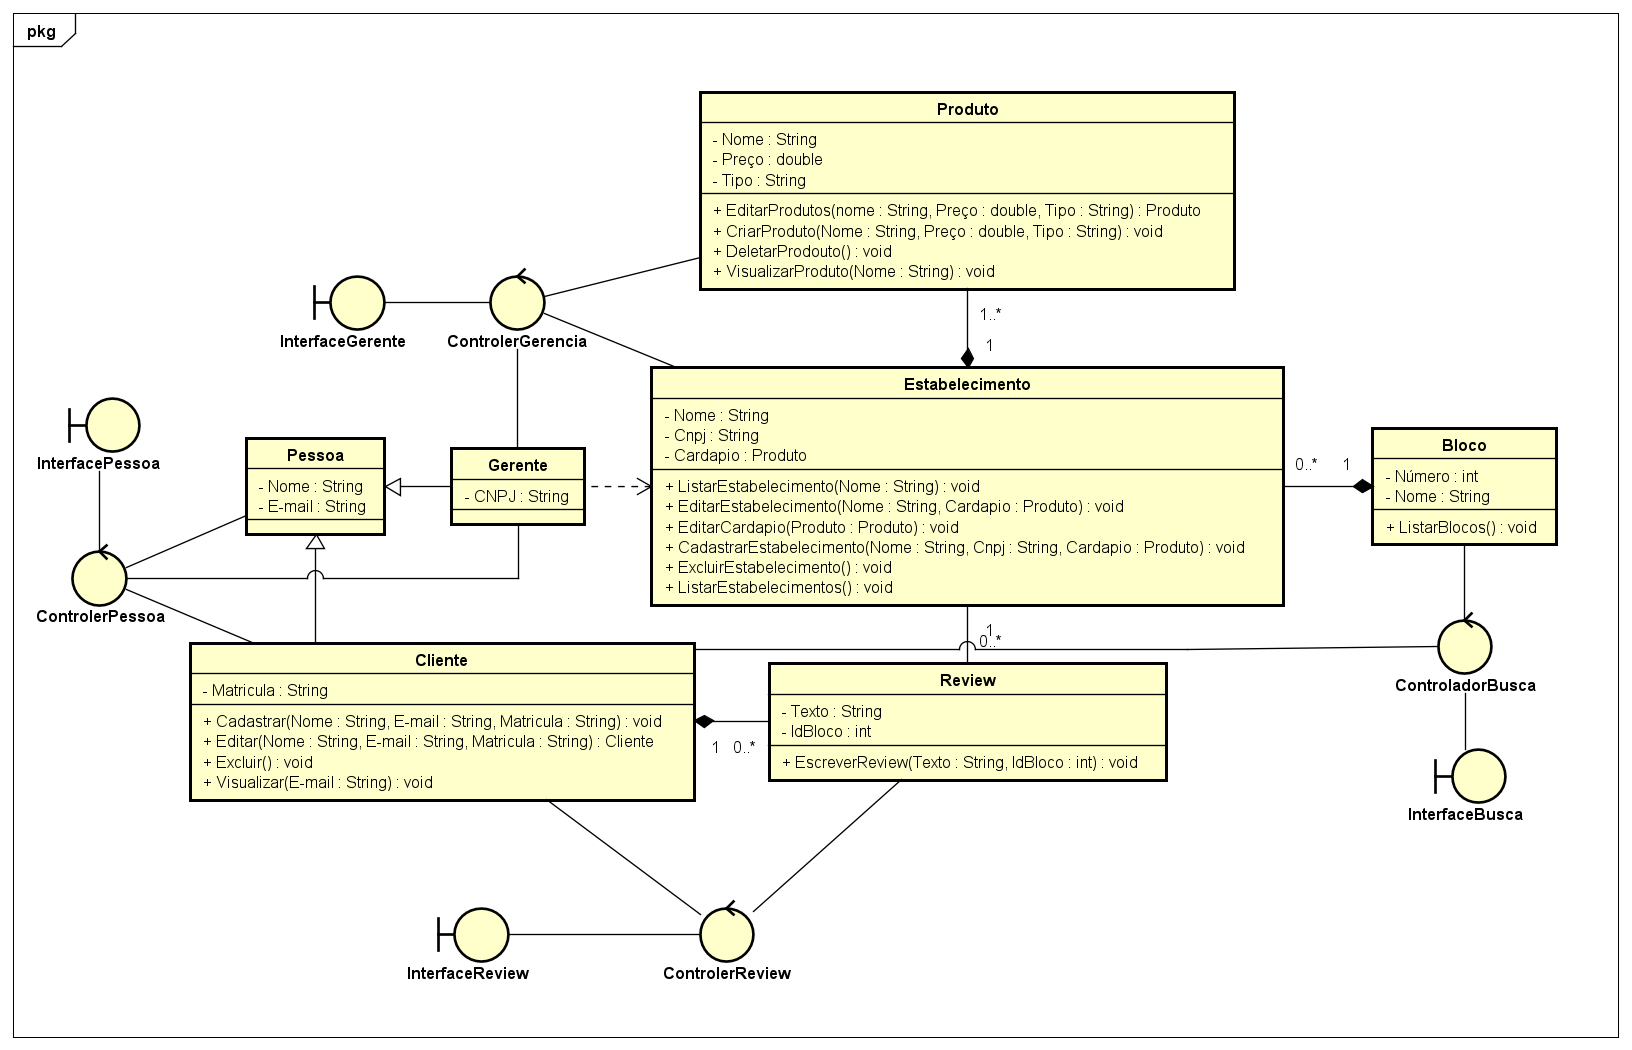 pkg
Produto
- Nome : String
- Preço : double
- Tipo : String
+ EditarProdutos(nome : String, Preço : double, Tipo : String) : Produto
+ CriarProduto(Nome : String, Preço : double, Tipo : String) : void
+ DeletarProdouto() : void
+ VisualizarProduto(Nome : String) : void
1..*
1
InterfaceGerente
ControlerGerencia
Estabelecimento
- Nome : String
- Cnpj : String
- Cardapio : Produto
+ ListarEstabelecimento(Nome : String) : void
+ EditarEstabelecimento(Nome : String, Cardapio : Produto) : void
+ EditarCardapio(Produto : Produto) : void
+ CadastrarEstabelecimento(Nome : String, Cnpj : String, Cardapio : Produto) : void
+ ExcluirEstabelecimento() : void
+ ListarEstabelecimentos() : void
0..*
1
Bloco
- Número : int
- Nome : String
+ ListarBlocos() : void
InterfacePessoa
Pessoa
- Nome : String
- E-mail : String
Gerente
- CNPJ : String
ControlerPessoa
1
0..*
Cliente
- Matricula : String
+ Cadastrar(Nome : String, E-mail : String, Matricula : String) : void
+ Editar(Nome : String, E-mail : String, Matricula : String) : Cliente
+ Excluir() : void
+ Visualizar(E-mail : String) : void
1
0..*
Review
- Texto : String
- IdBloco : int
+ EscreverReview(Texto : String, IdBloco : int) : void
ControladorBusca
InterfaceBusca
InterfaceReview
ControlerReview